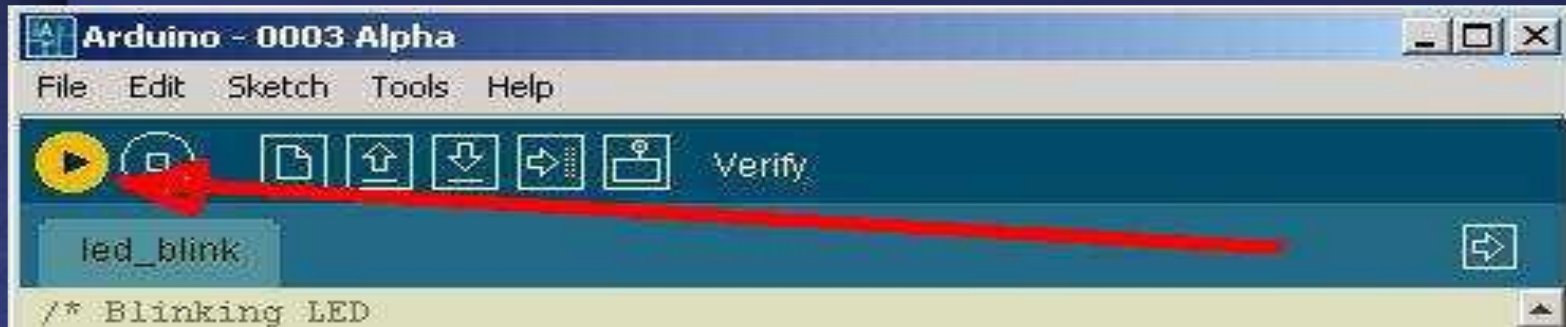 Arduino - 0003 Alpha
File Edit Sketch Tools Help
Verify
led_blink
/* Blinking LED